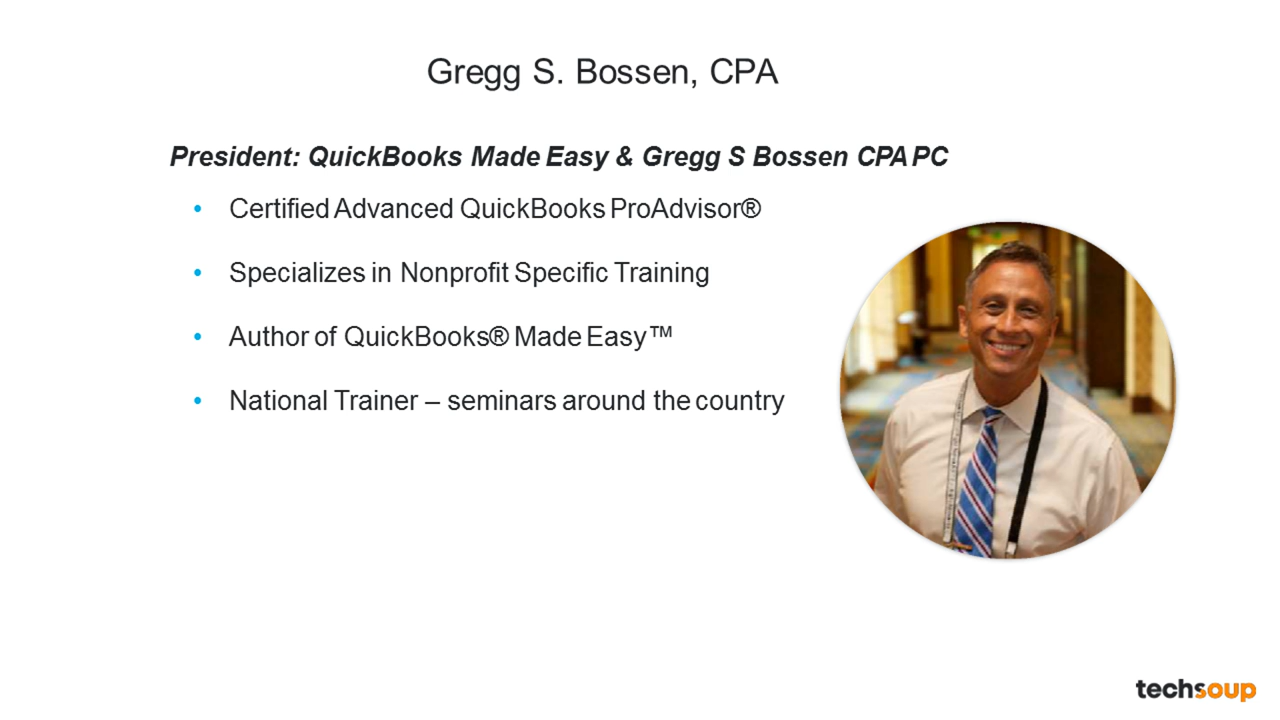 Gregg S. Bossen, CPA
President: QuickBooks Made Easy & Gregg S Bossen CPA PC
• Certified Advanced QuickBooks ProAdvisor®
• Specializes in Nonprofit Specific Training
• Author of QuickBooks® Made Easy™
• National Trainer – seminars around the country
techsoup